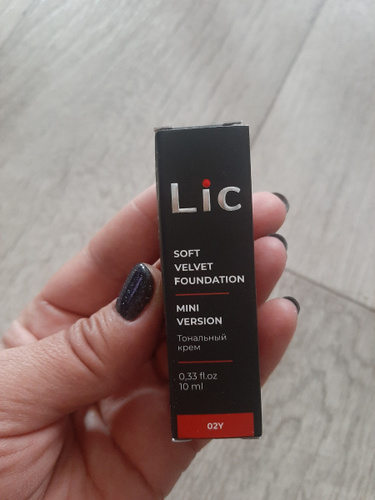 Lic
SOFT
VELVET
FOUNDATION
MINI
VERSION
Тональный
крем
0,33 fl.oz
10 ml
02Y